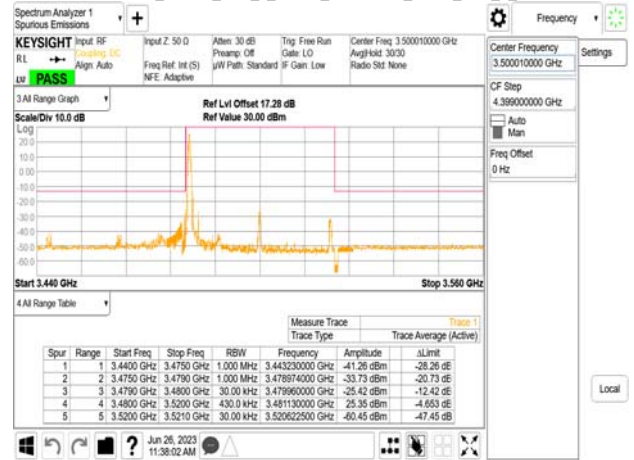 Spectrum Analyzer 1
Spurious Emissions
+
Frequency
KEYSIGHT Input: RF
Coupling: DC
Align: Auto
RL
LV PASS
Input Z: 50 Ω
Freq Ref: Int (S)
NFE: Adaptive
Atten: 30 dB
Preamp: Off
µW Path: Standard
Trig: Free Run
Gate: LO
IF Gain: Low
Center Freq: 3.500010000 GHz
Avg|Hold: 30/30
Radio Std: None
Center Frequency
3.500010000 GHz
Settings
CF Step
4.399000000 GHz
Auto
Man
Freq Offset
0 Hz
Local
3 All Range Graph
Scale/Div 10.0 dB
Ref Lvl Offset 17.28 dB
Ref Value 30.00 dBm
Log
20.0
10.0
0.00
-10.0
-20.0
-30.0
-40.0
-50.0
-60.0
Start 3.440 GHz
Stop 3.560 GHz
4 All Range Table
Measure Trace Trace 1
Trace Type Trace Average (Active)
Spur Range Start Freq Stop Freq RBW Frequency Amplitude ΔLimit
1 1 3.4400 GHz 3.4750 GHz 1.000 MHz 3.443230000 GHz -41.26 dBm -28.26 dB
2 2 3.4750 GHz 3.4790 GHz 1.000 MHz 3.478974000 GHz -33.73 dBm -20.73 dB
3 3 3.4790 GHz 3.4800 GHz 30.00 kHz 3.479960000 GHz -25.42 dBm -12.42 dB
4 4 3.4800 GHz 3.5200 GHz 430.0 kHz 3.481130000 GHz 25.35 dBm -4.653 dB
5 5 3.5200 GHz 3.5210 GHz 30.00 kHz 3.520622500 GHz -60.45 dBm -47.45 dB
?
Jun 26, 2023
11:38:02 AM